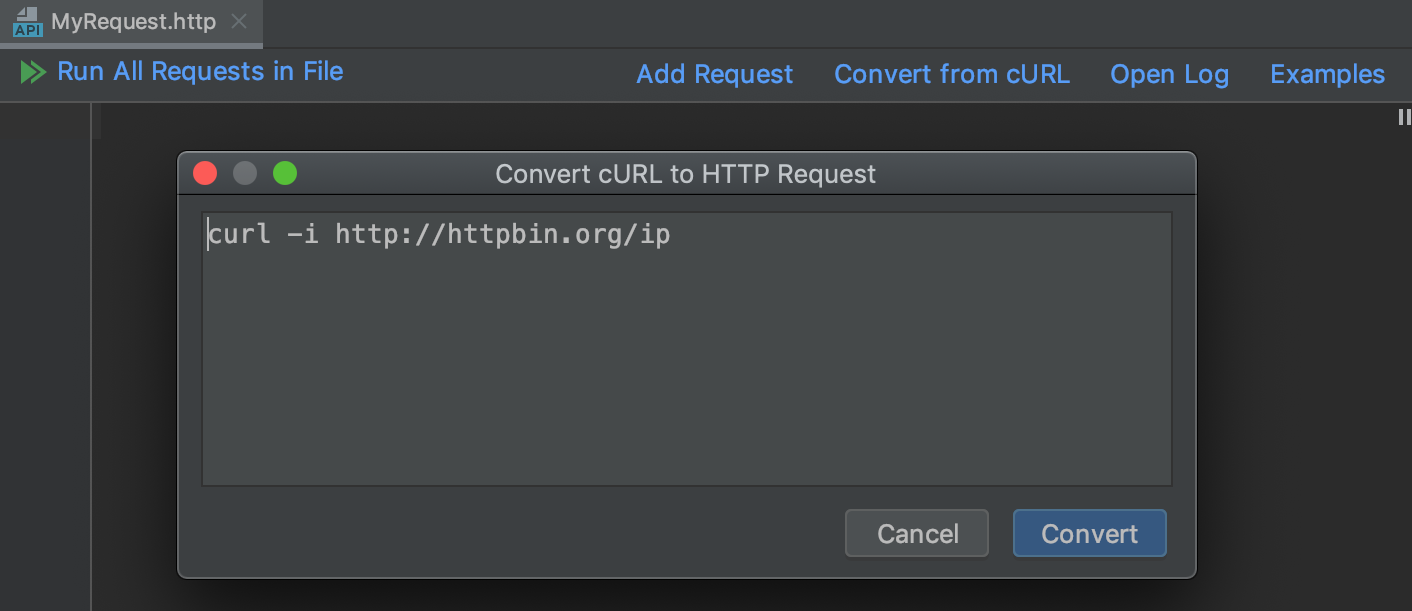 API MyRequest.http
Run All Requests in File Add Request Convert from cURL Open Log Examples
Convert cURL to HTTP Request
curl -i http://httpbin.org/ip
Cancel Convert